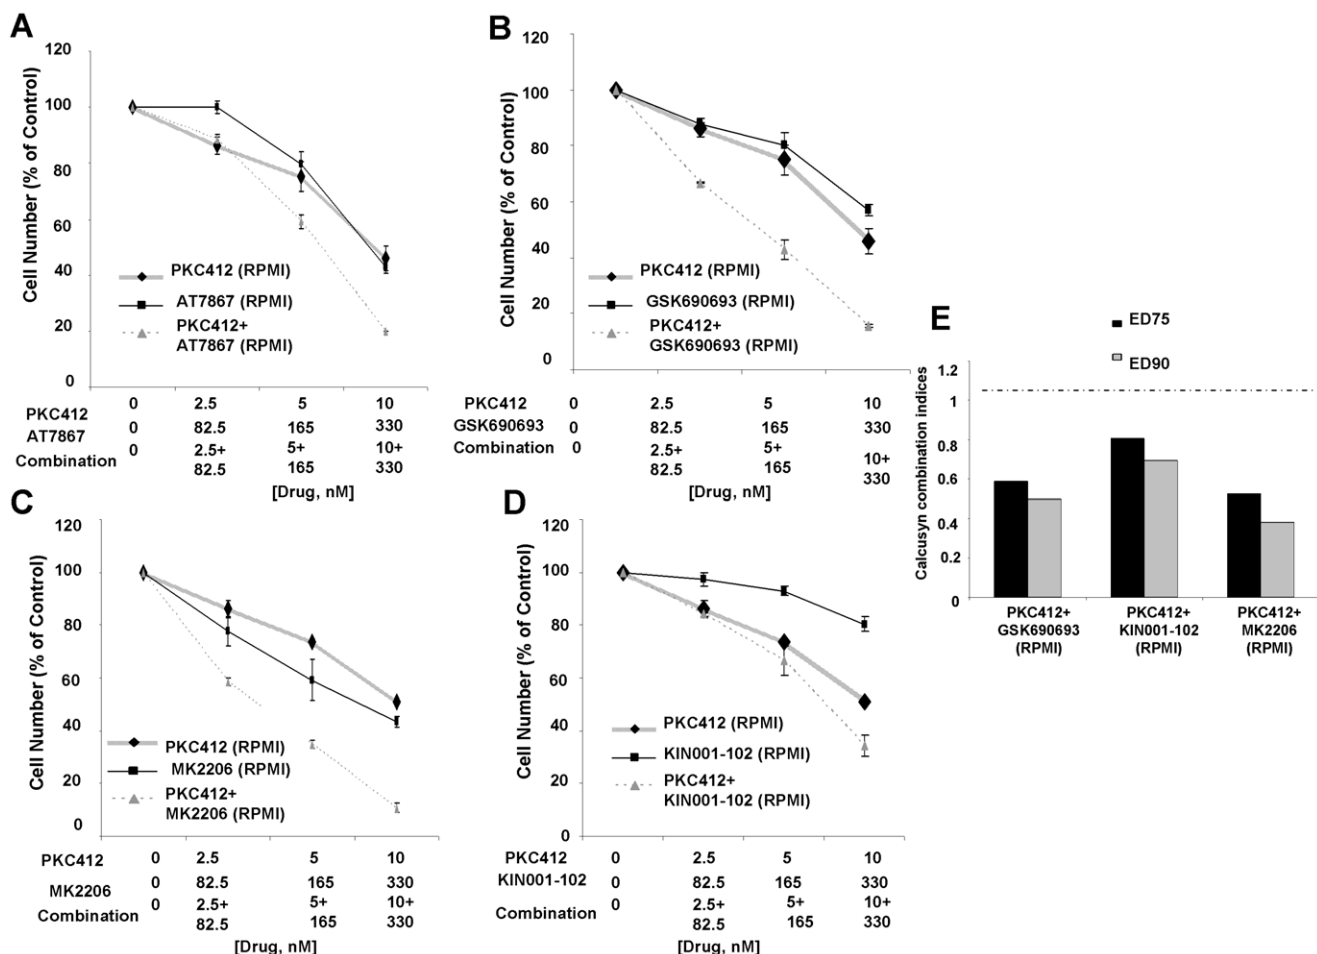 A
Cell Number (% of Control)
120
100
80
60
40
20
0
PKC412 (RPMI)
AT7867 (RPMI)
PKC412+
AT7867 (RPMI)
PKC412 0 2.5 5 10
AT7867 0 82.5 165 330
Combination 0 2.5+ 5+ 10+
82.5 165 330
[Drug, nM]
B
Cell Number (% of Control)
120
100
80
60
40
20
0
PKC412 (RPMI)
GSK690693 (RPMI)
PKC412+
GSK690693 (RPMI)
PKC412 0 2.5 5 10
GSK690693 0 82.5 165 330
Combination 0 2.5+ 5+ 10+
82.5 165 330
[Drug, nM]
C
Cell Number (% of Control)
120
100
80
60
40
20
0
PKC412 (RPMI)
MK2206 (RPMI)
PKC412+
MK2206 (RPMI)
PKC412 0 2.5 5 10
MK2206 0 82.5 165 330
Combination 0 2.5+ 5+ 10+
82.5 165 330
[Drug, nM]
D
Cell Number (% of Control)
120
100
80
60
40
20
0
PKC412 (RPMI)
KIN001-102 (RPMI)
PKC412+
KIN001-102 (RPMI)
PKC412 0 2.5 5 10
KIN001-102 0 82.5 165 330
Combination 0 2.5+ 5+ 10+
82.5 165 330
[Drug, nM]
E
ED75
ED90
Calcusyn combination indices
1.2
1
0.8
0.6
0.4
0.2
0
PKC412+
GSK690693
(RPMI)
PKC412+
KIN001-102
(RPMI)
PKC412+
MK2206
(RPMI)